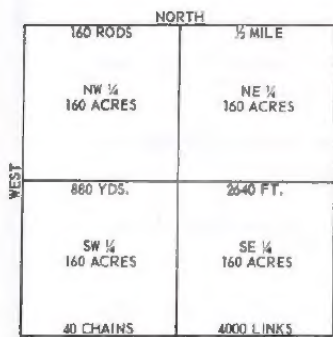 NORTH
160 RODS
½ MILE
NW ¼
160 ACRES
NE ¼
160 ACRES
WEST
880 YDS.
2640 FT.
SW ¼
160 ACRES
SE ¼
160 ACRES
40 CHAINS
4000 LINKS